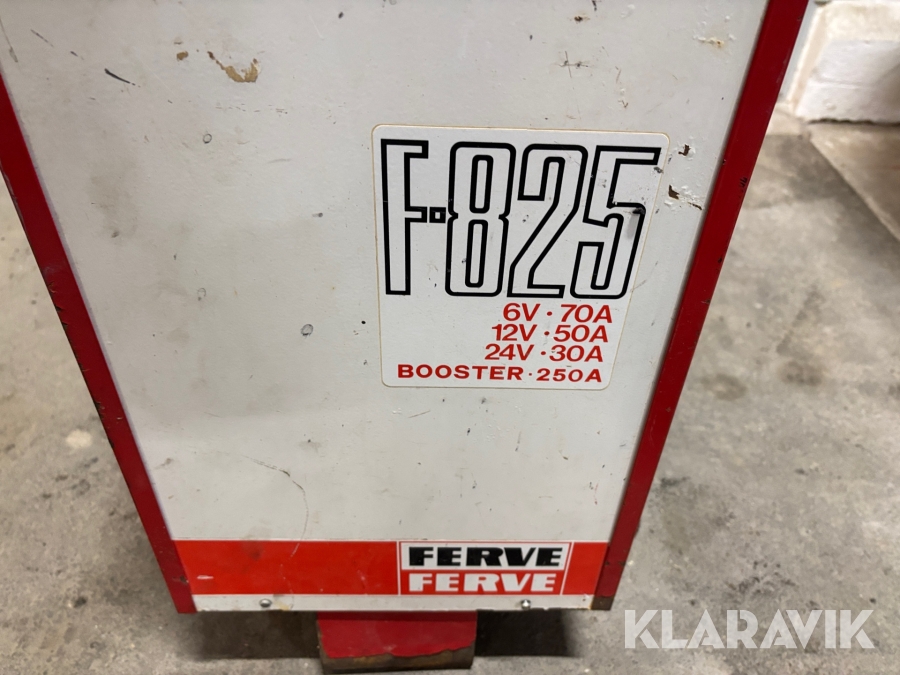 F-825
6V·70A
12V·50A
24V·30A
BOOSTER·250A
FERVE
FERVE
KLARAVIK